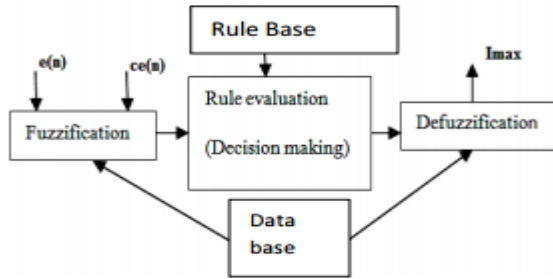 Rule Base
e(n)
ce(n)
Imax
Rule evaluation
(Decision making)
Fuzzification
Defuzzification
Data
base